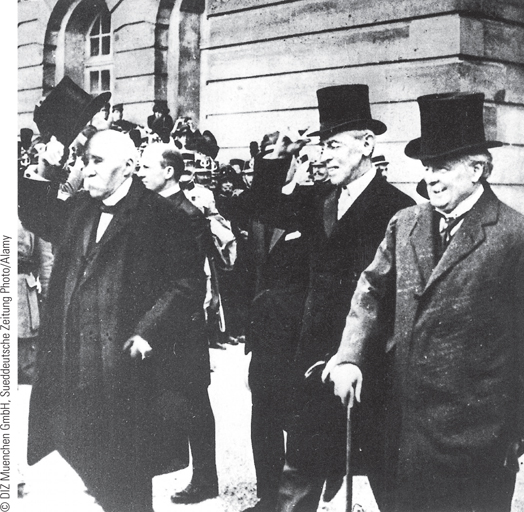 © DIZ Muenchen GmbH, Sueddeutsche Zeitung Photo/Alamy